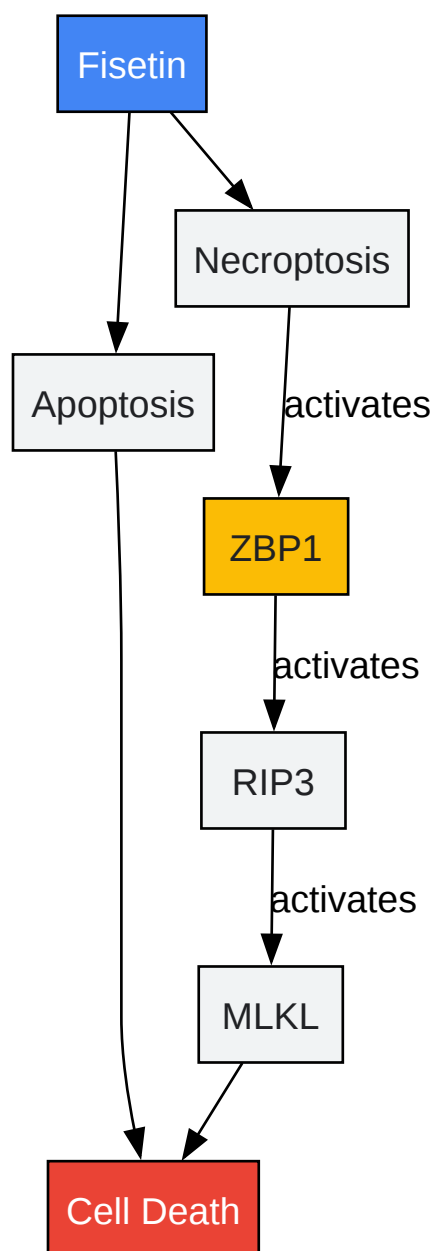 Fisetin
Necroptosis
Apoptosis
activates
ZBP1
activates
RIP3
activates
MLKL
Cell Death